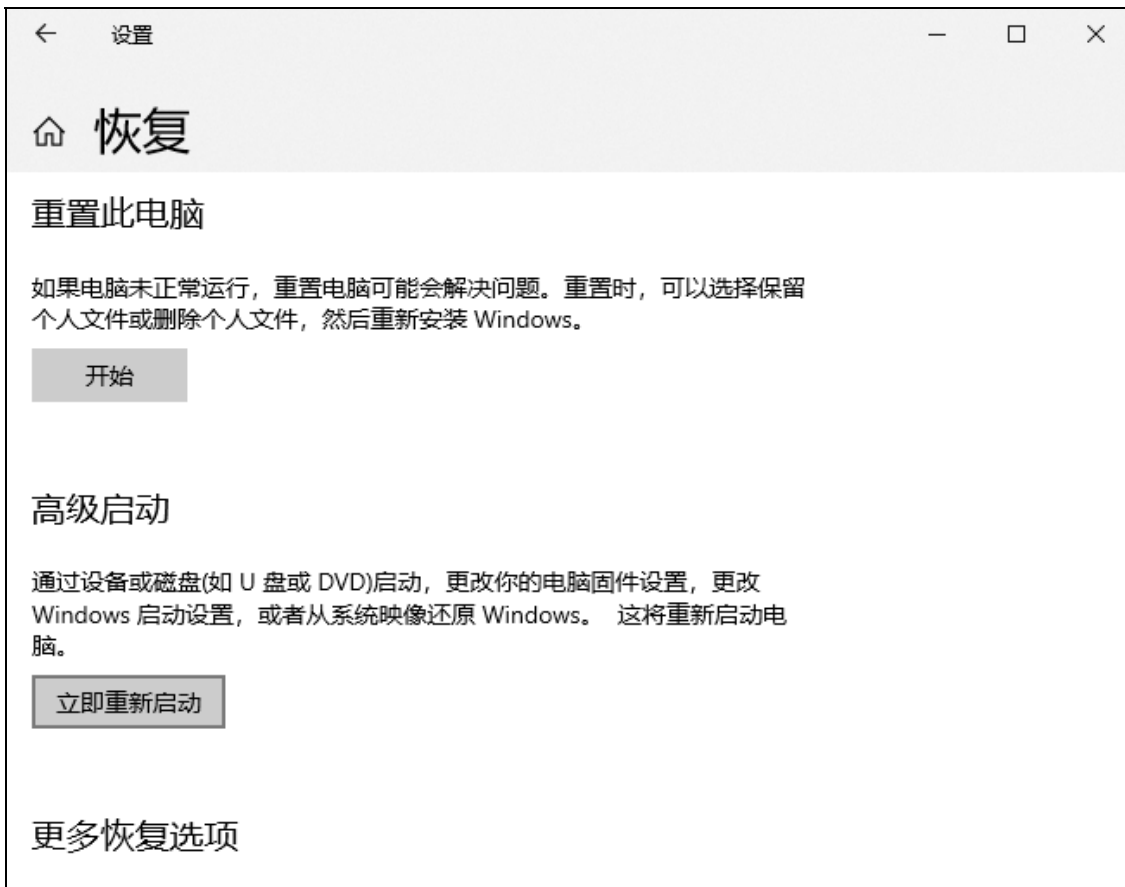 设置
恢复
重置此电脑
如果电脑未正常运行，重置电脑可能会解决问题。重置时，可以选择保留
个人文件或删除个人文件，然后重新安装 Windows。
开始
高级启动
通过设备或磁盘(如 U 盘或 DVD)启动，更改你的电脑固件设置，更改
Windows 启动设置，或者从系统映像还原 Windows。 这将重新启动电
脑。
立即重新启动
更多恢复选项